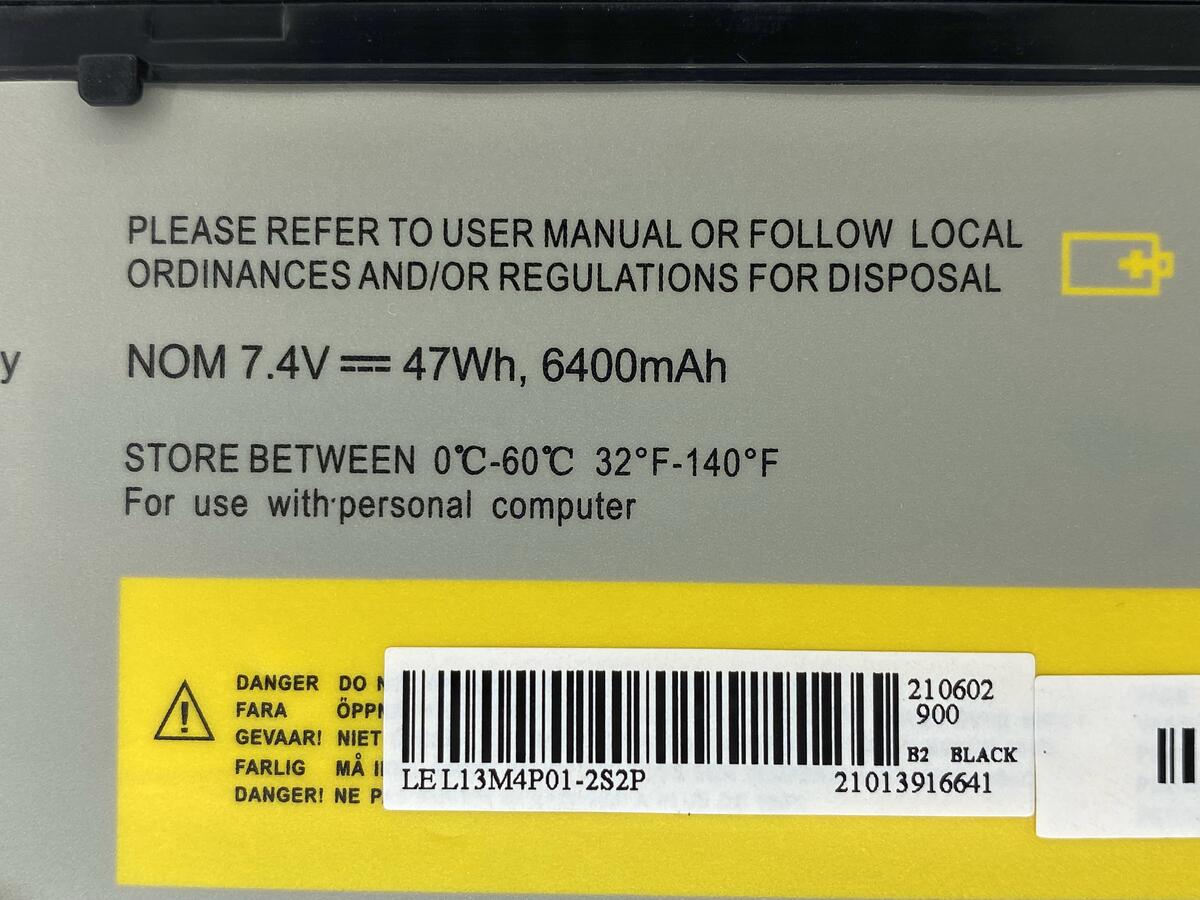 PLEASE REFER TO USER MANUAL OR FOLLOW LOCAL
ORDINANCES AND/OR REGULATIONS FOR DISPOSAL
y
NOM 7.4V ⎓ 47Wh, 6400mAh
STORE BETWEEN 0℃-60℃ 32°F-140°F
For use with·personal computer
DANGER DO
FARA ÖPP
GEVAAR! NIET
FARLIG MÅ
DANGER! NE P
210602
900
B2 BLACK
LE L13M4P01-2S2P 21013916641